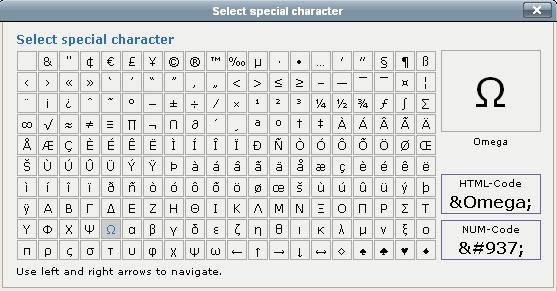 Select special character
Select special character
& " ¢ € £ ¥ © ® ™ ‰ µ · • … ′ ″ § ¶ ß
‹ › « » ‘ ’ “ ” ‚ „ < > ≤ ≥ – — ¯ ‾ ¤ ¦
¨ ¡ ¿ ˆ ˜ ° − ± ÷ ⁄ × ¹ ² ³ ¼ ½ ¾ ƒ ∫ ∑
∞ √ ≈ ≠ ≡ ∏ ¬ ∩ ∂ ´ ¸ ª º † ‡ À Á Â Ã Ä
Å Æ Ç È É Ê Ë Ì Í Î Ï Ð Ñ Ò Ó Ô Õ Ö Ø Œ
Š Ù Ú Û Ü Ý Ÿ Þ à á â ã ä å æ ç è é ê ë
ì í î ï ð ñ ò ó ô õ ö ø œ š ù ú û ü ý þ
ÿ Α Β Γ Δ Ε Ζ Η Θ Ι Κ Λ Μ Ν Ξ Ο Π Ρ Σ Τ
Υ Φ Χ Ψ Ω α β γ δ ε ζ η θ ι κ λ μ ν ξ ο
π ρ ς σ τ υ φ χ ψ ω ← ↑ → ↓ ↔ ◊ ♠ ♣ ♥ ♦
Use left and right arrows to navigate.
Ω
Omega
HTML-Code
&Omega;
NUM-Code
&#937;